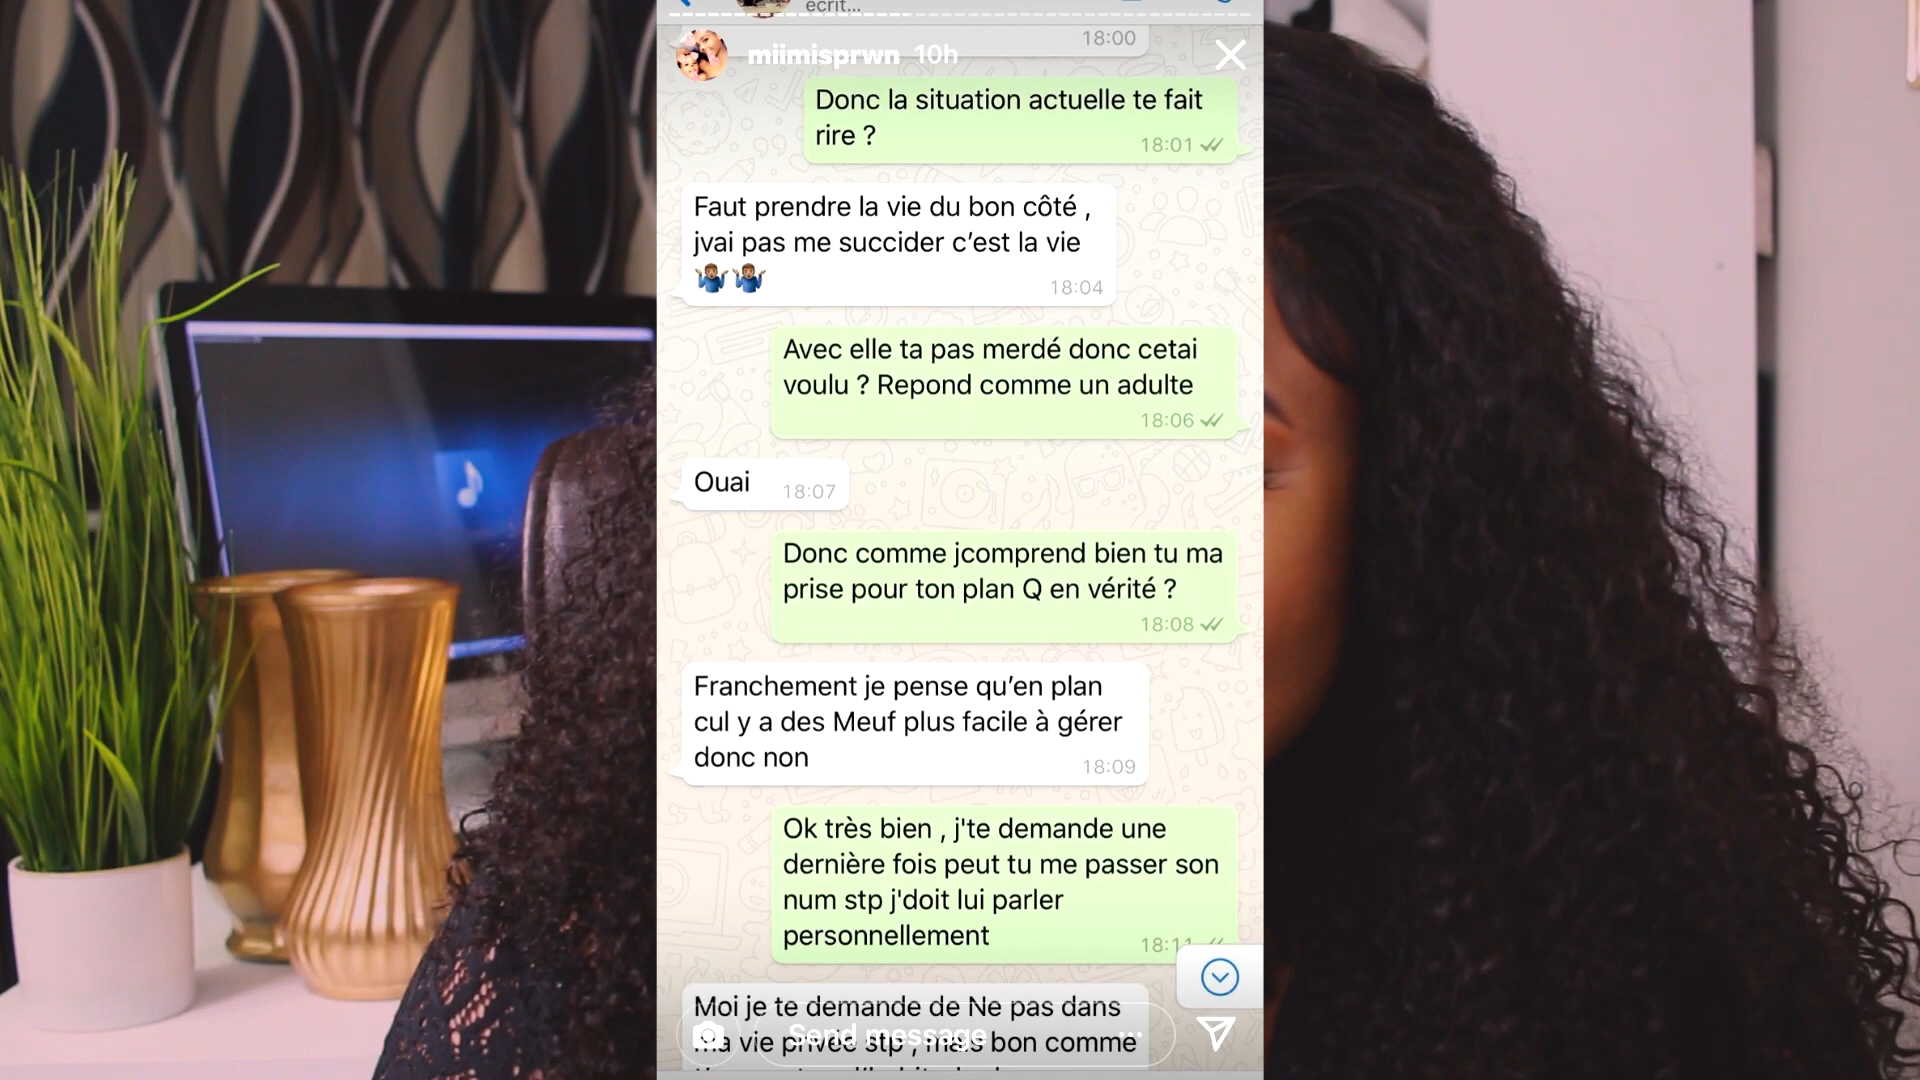 écrit...
18:00
miimisprwn 10h
Donc la situation actuelle te fait
rire ?
18:01
Faut prendre la vie du bon côté ,
jvai pas me succider c’est la vie
18:04
Avec elle ta pas merdé donc cetai
voulu ? Repond comme un adulte
18:06
Ouai
18:07
Donc comme jcomprend bien tu ma
prise pour ton plan Q en vérité ?
18:08
Franchement je pense qu’en plan
cul y a des Meuf plus facile à gérer
donc non
18:09
Ok très bien , j'te demande une
dernière fois peut tu me passer son
num stp j'doit lui parler
personnellement
18:11
Moi je te demande de Ne pas dans
ma vie privée stp , mais bon comme
Send message